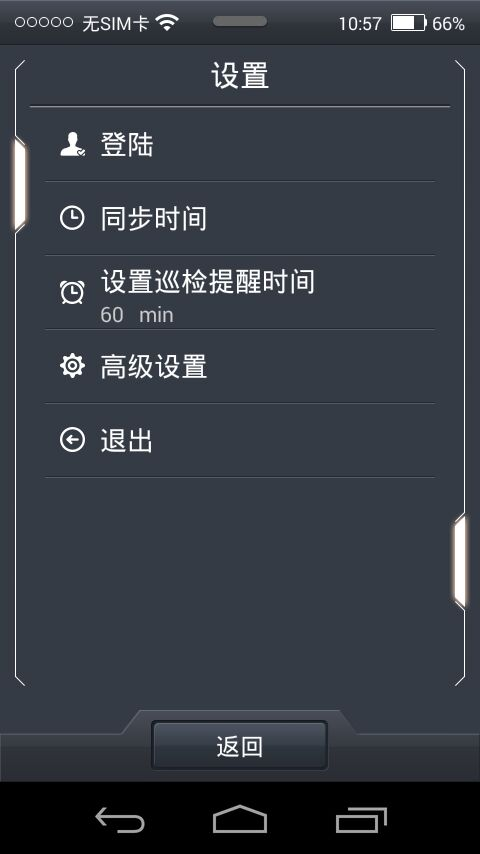 无SIM卡 10:57 66%
设置
登陆
同步时间
设置巡检提醒时间
60 min
高级设置
退出
返回